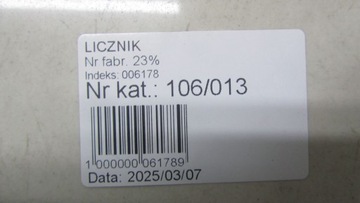 LICZNIK
Nr fabr. 23%
Indeks: 006178
Nr kat.: 106/013
1 000000 061789
Data: 2025/03/07